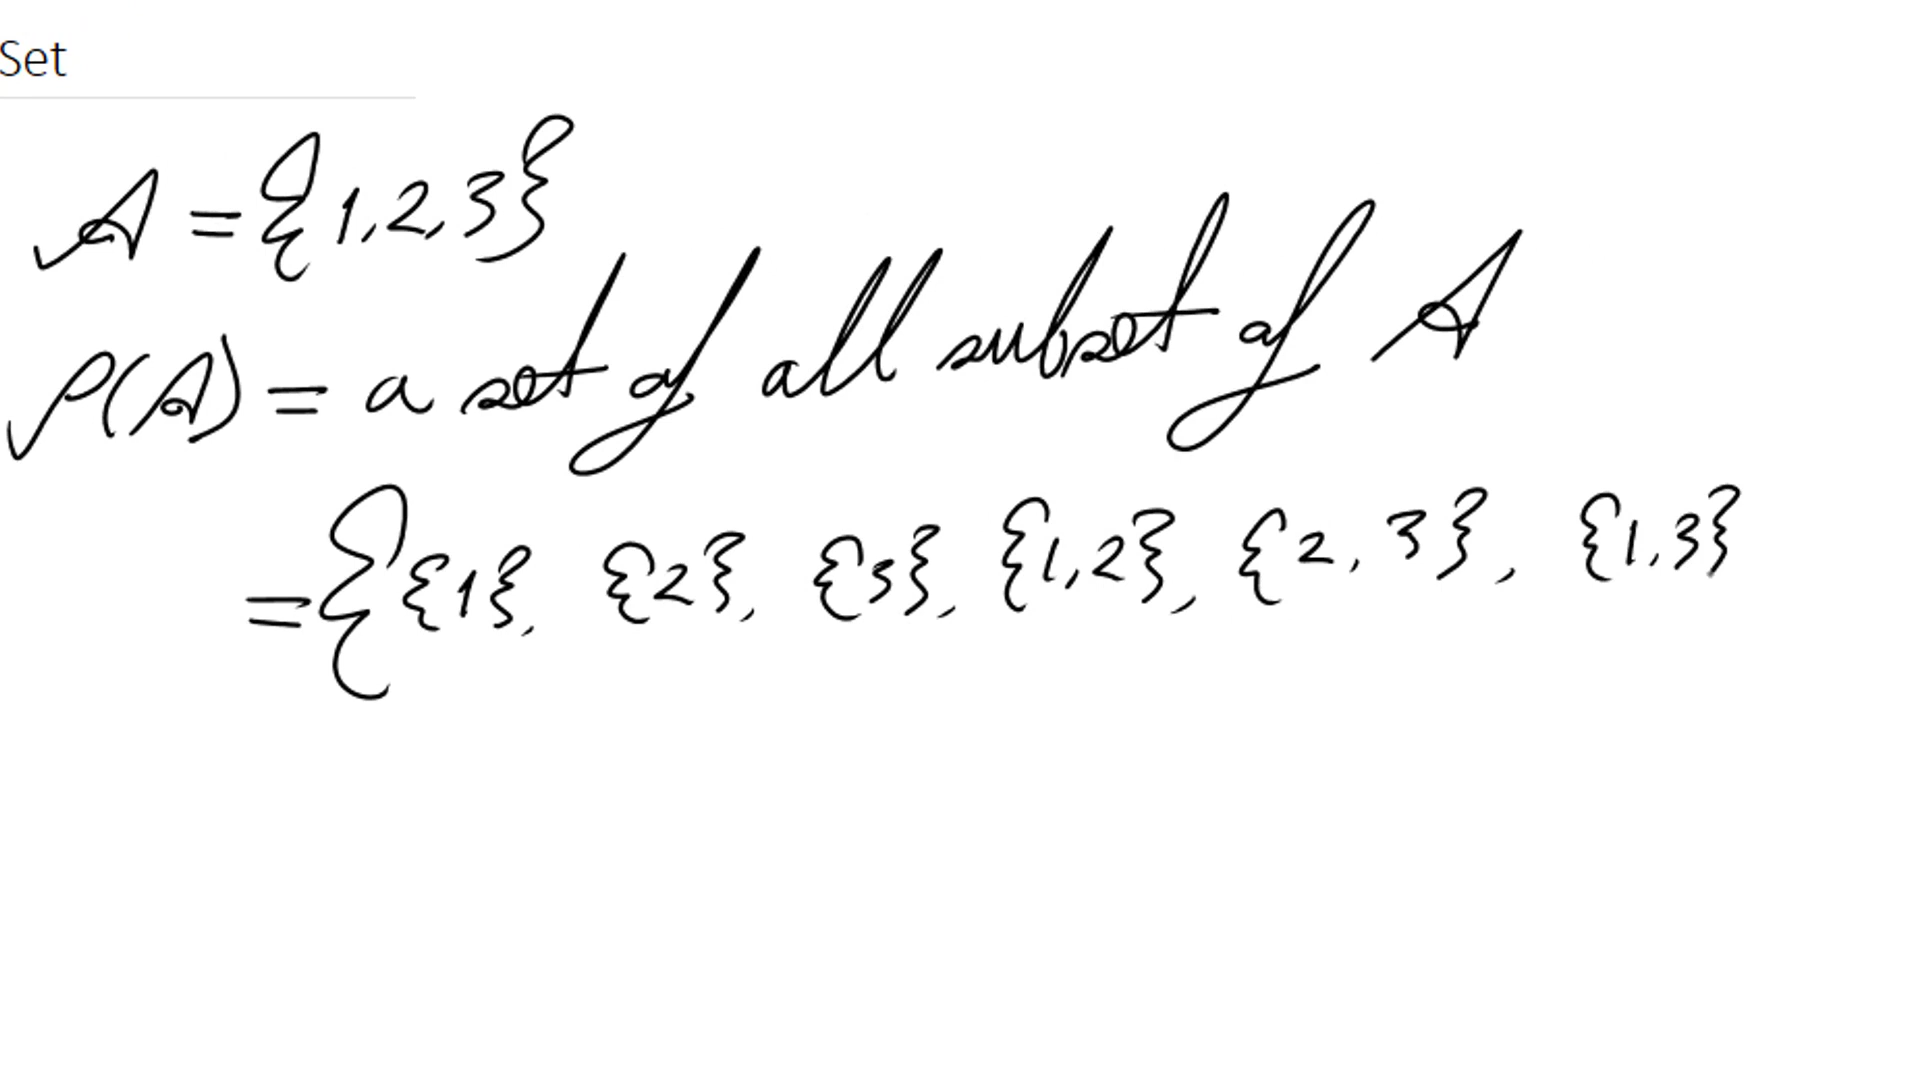 Set
A = {1,2,3}
P(A) = a set of all subset of A
= {{1}, {2}, {3}, {1,2}, {2,3}, {1,3}